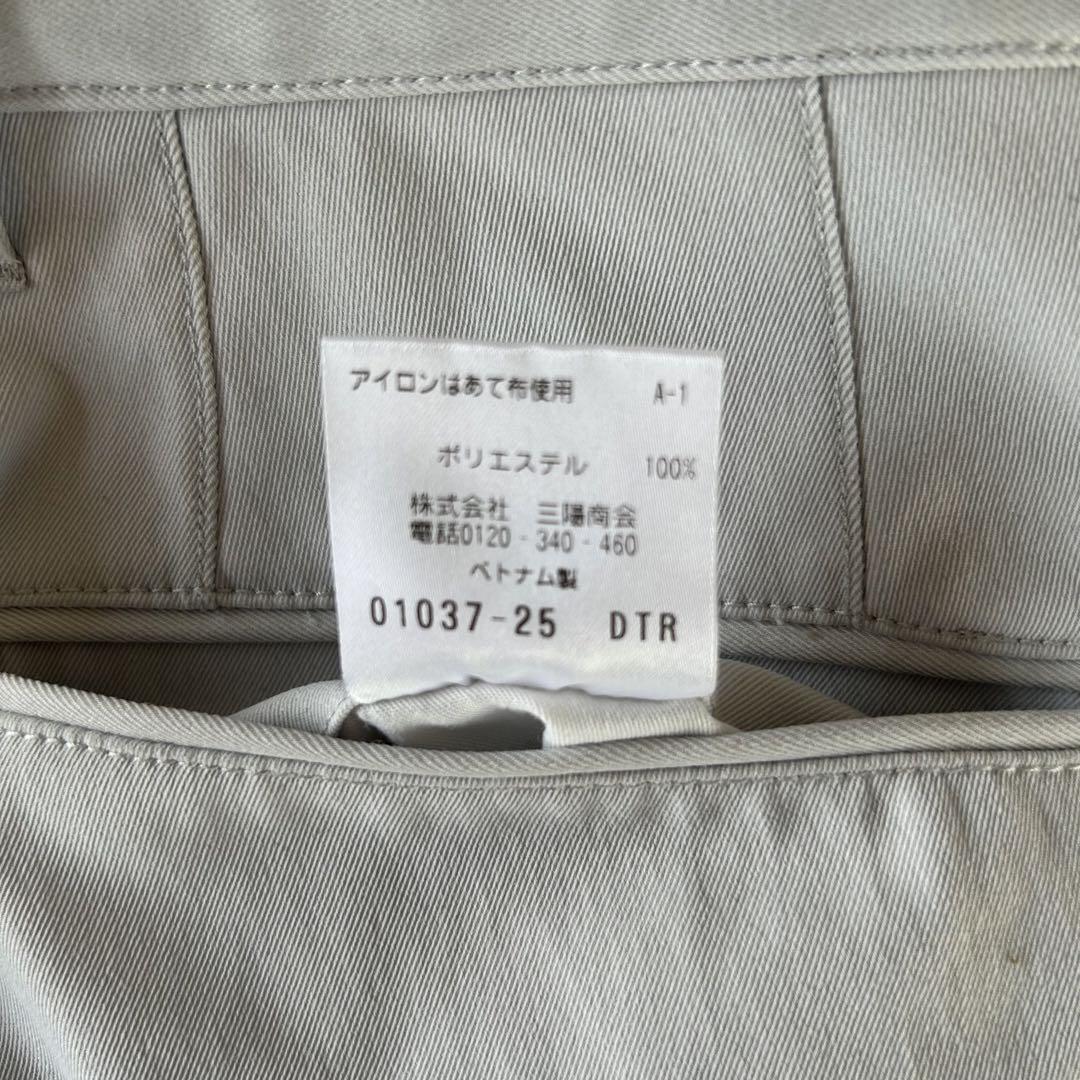 アイロンはあて布使用 A-1
ポリエステル 100%
株式会社 三陽商会
電話0120-340-460
ベトナム製
01037-25 DTR